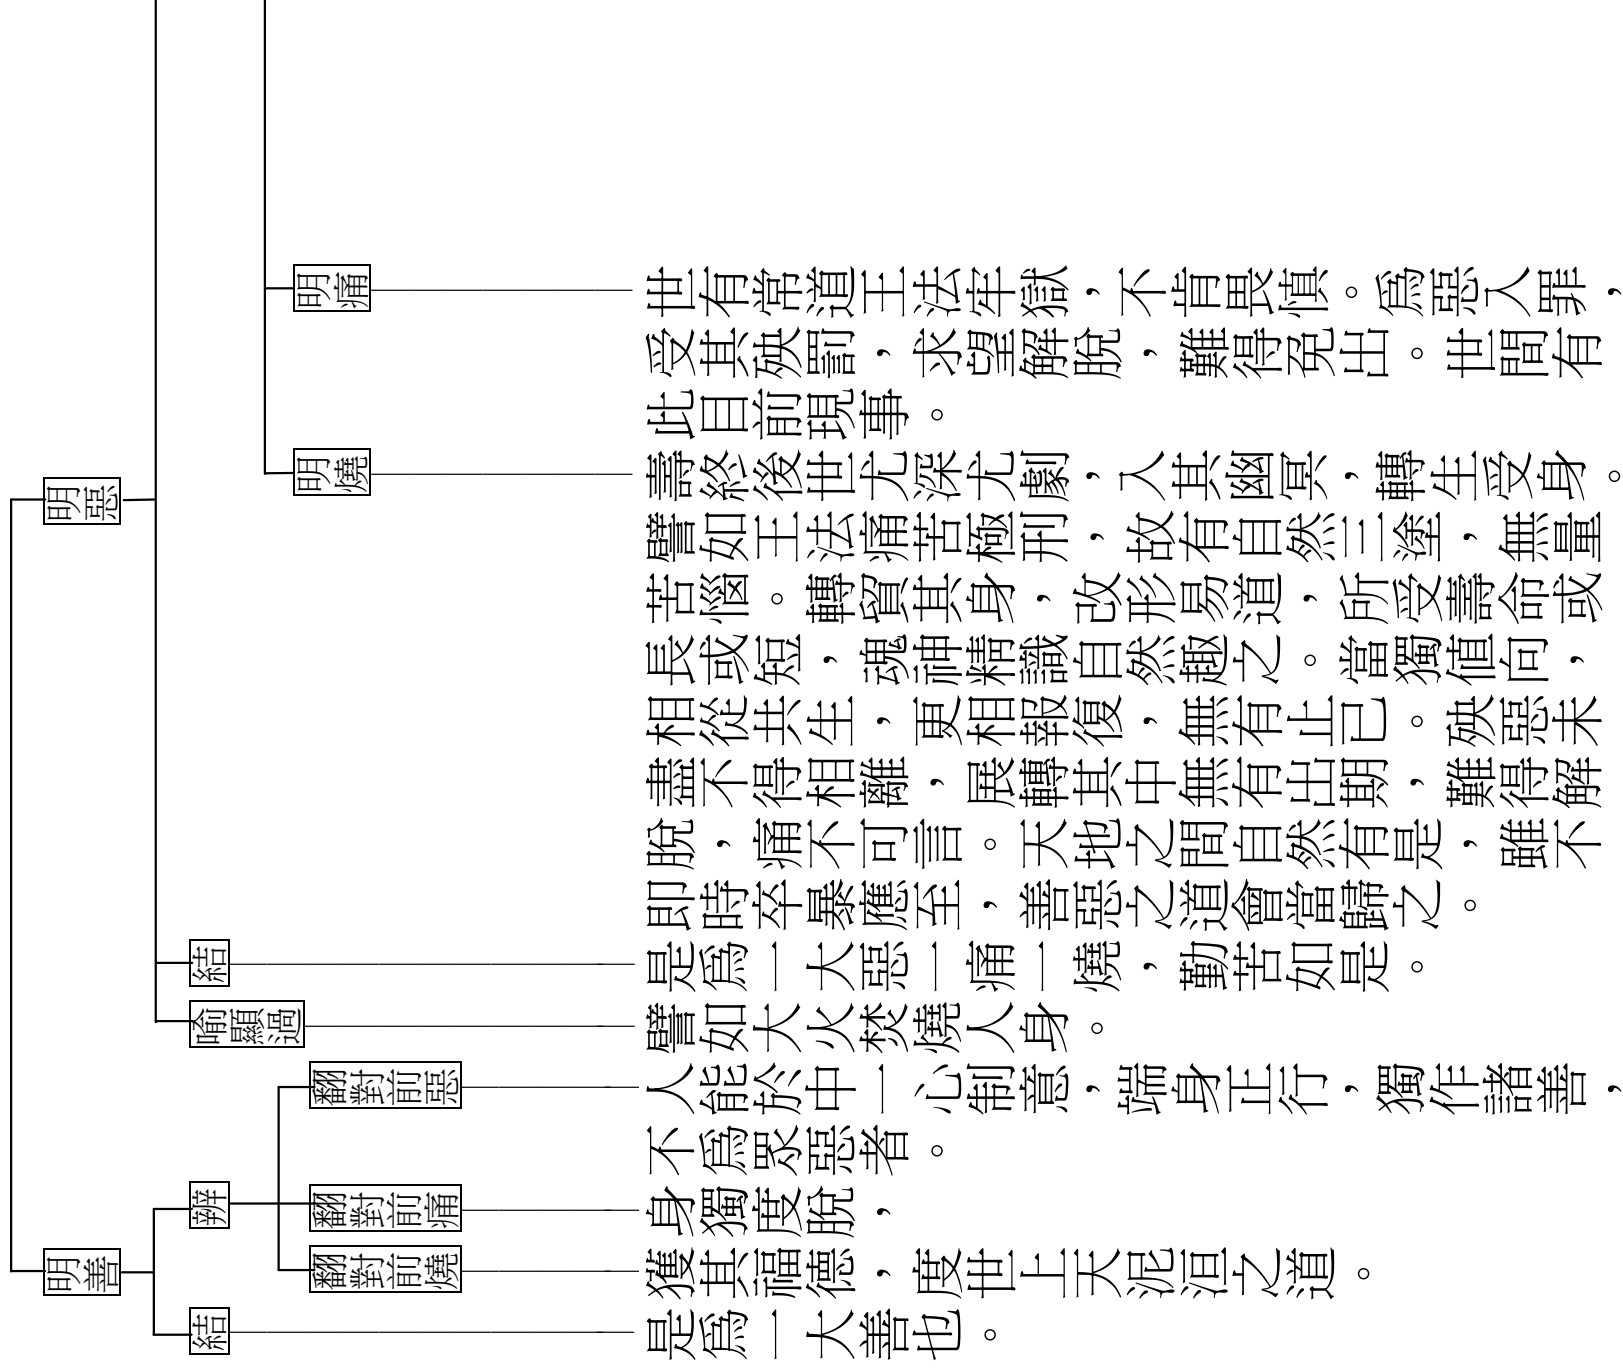 明惡
明痛
世有常道王法牢獄，不肯畏慎。爲惡入罪，
受其殃罰，求望解脫，難得免出。世間有
此目前現事。
明燒
壽終後世尤深尤劇，入其幽冥，轉生受身。
譬如王法痛苦極刑，故有自然三塗，無量
苦惱。轉貿其身，改形易道，所受壽命或
長或短，魂神精識自然趣之。當獨值向，
相從共生，更相報復，無有止已。殃惡未
盡不得相離，展轉其中無有出期，難得解
脫，痛不可言。天地之間自然有是，雖不
即時卒暴應至，善惡之道會當歸之。
結
是爲一大惡一痛一燒，勤苦如是。
喻顯過
譬如大火焚燒人身。
明善
辨
翻對前惡
人能於中一心制意，端身正行，獨作諸善，
不爲眾惡者。
翻對前痛
身獨度脫，
翻對前燒
獲其福德，度世上天泥洹之道。
結
是爲一大善也。